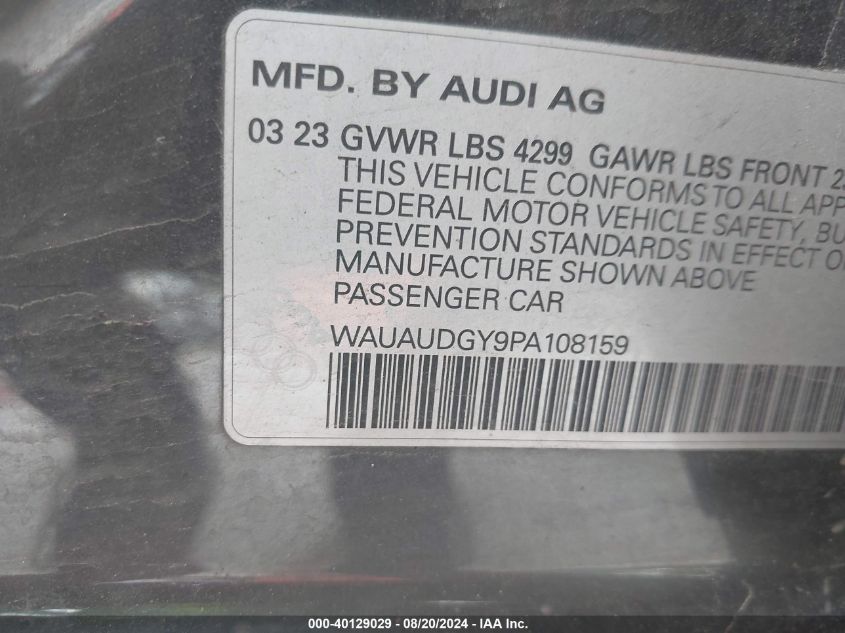 MFD. BY AUDI AG
03 23 GVWR LBS 4299 GAWR LBS FRONT
THIS VEHICLE CONFORMS TO ALL
FEDERAL MOTOR VEHICLE SAFETY,
PREVENTION STANDARDS IN EFFECT
MANUFACTURE SHOWN ABOVE
PASSENGER CAR
WAUAUDGY9PA108159
000-40129029 - 08/20/2024 - IAA Inc.